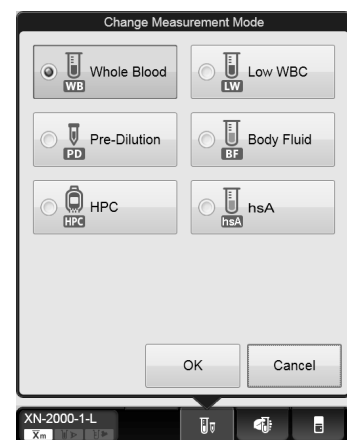 Change Measurement Mode
WB Whole Blood
LW Low WBC
PD Pre-Dilution
BF Body Fluid
HPC HPC
hsA hsA
OK Cancel
XN-2000-1-L
Xm